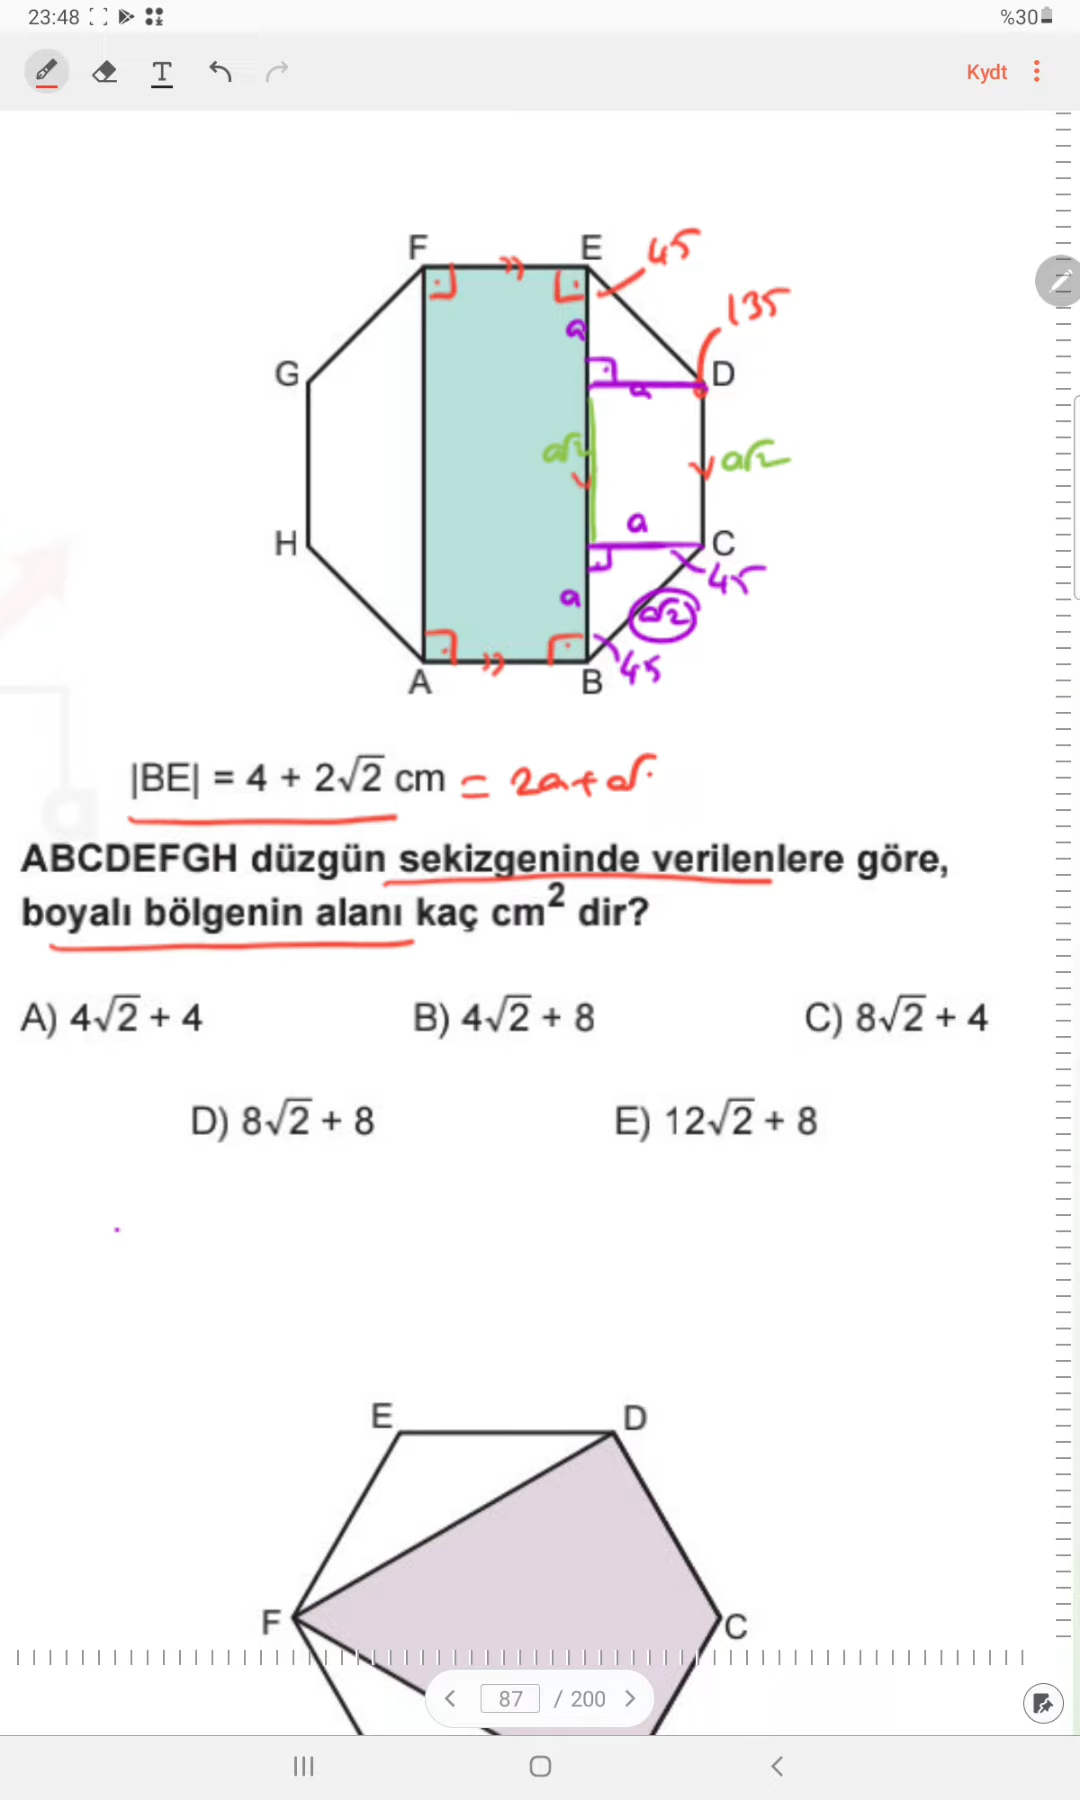 23:48
%30
T
Kydt
F
E
45
135
G
D
a
a
a√2
a√2
H
a
C
45
a
a√2
45
A
B
|BE| = 4 + 2√2 cm = 2a+a√
ABCDEFGH düzgün sekizgeninde verilenlere göre,
boyalı bölgenin alanı kaç cm² dir?
A) 4√2 + 4
B) 4√2 + 8
C) 8√2 + 4
D) 8√2 + 8
E) 12√2 + 8
E
D
F
C
87 / 200